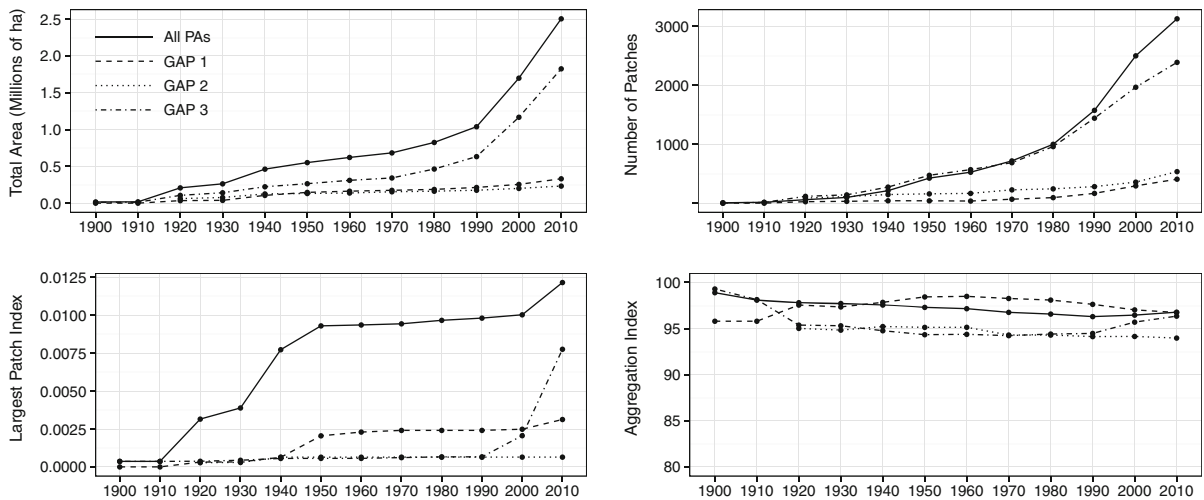 Total Area (Millions of ha)
2.5
2.0
1.5
1.0
0.5
0.0
All PAs
GAP 1
GAP 2
GAP 3
1900 1910 1920 1930 1940 1950 1960 1970 1980 1990 2000 2010
Number of Patches
3000
2000
1000
1900 1910 1920 1930 1940 1950 1960 1970 1980 1990 2000 2010
Largest Patch Index
0.0125
0.0100
0.0075
0.0050
0.0025
0.0000
1900 1910 1920 1930 1940 1950 1960 1970 1980 1990 2000 2010
Aggregation Index
100
95
90
85
80
1900 1910 1920 1930 1940 1950 1960 1970 1980 1990 2000 2010